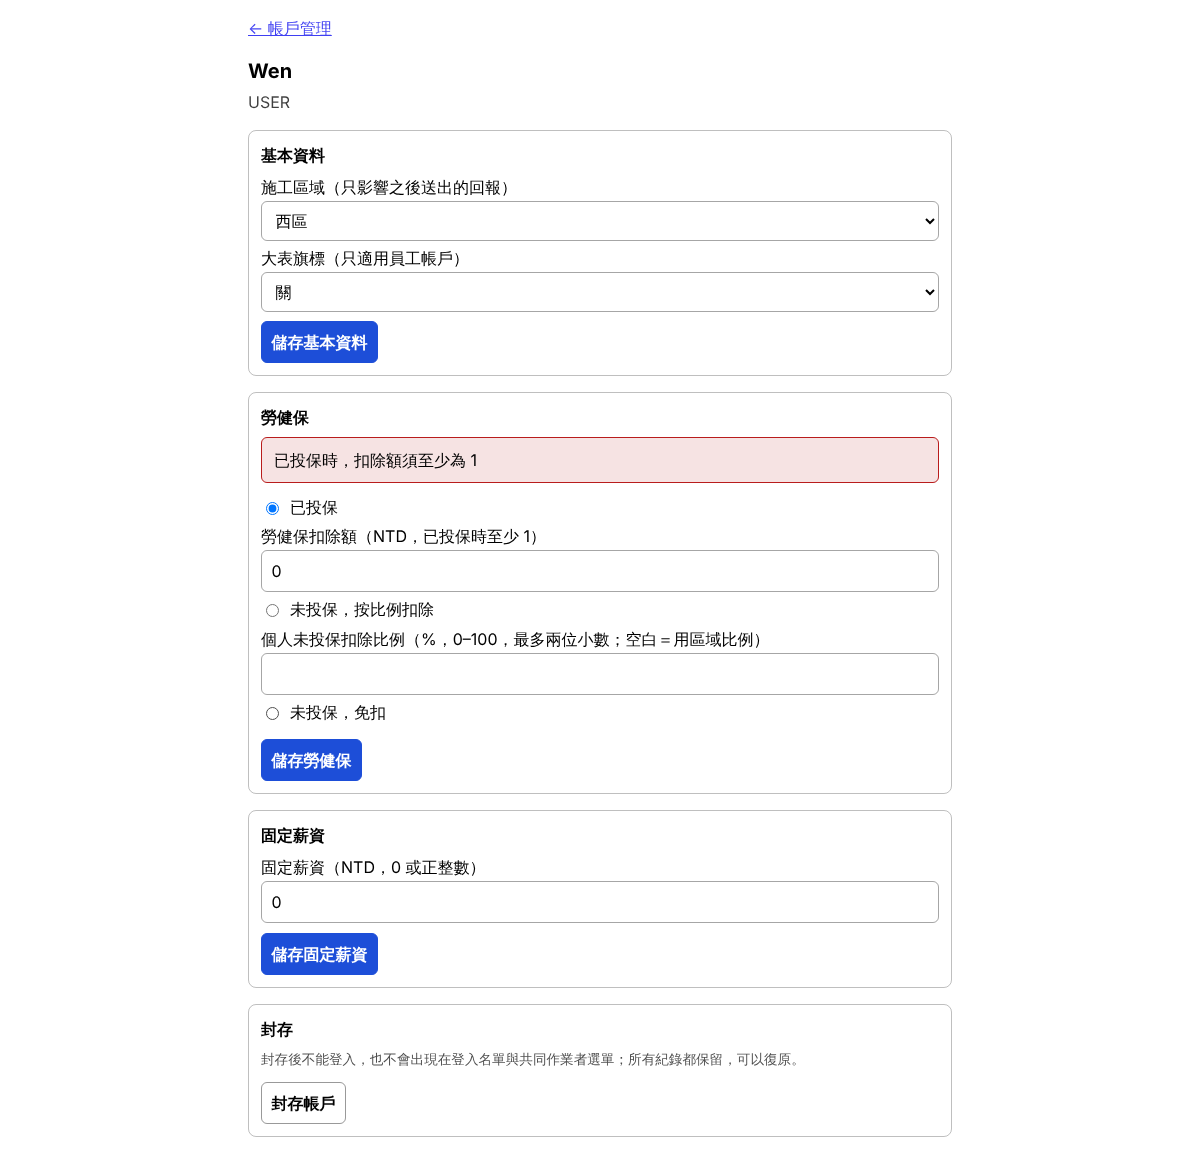 ← 帳戶管理
Wen
USER
基本資料
施工區域（只影響之後送出的回報）
西區
大表旗標（只適用員工帳戶）
關
儲存基本資料
勞健保
已投保時，扣除額須至少為 1
已投保
勞健保扣除額（NTD，已投保時至少 1）
0
未投保，按比例扣除
個人未投保扣除比例（%，0–100，最多兩位小數；空白＝用區域比例）
未投保，免扣
儲存勞健保
固定薪資
固定薪資（NTD，0 或正整數）
0
儲存固定薪資
封存
封存後不能登入，也不會出現在登入名單與共同作業者選單；所有紀錄都保留，可以復原。
封存帳戶